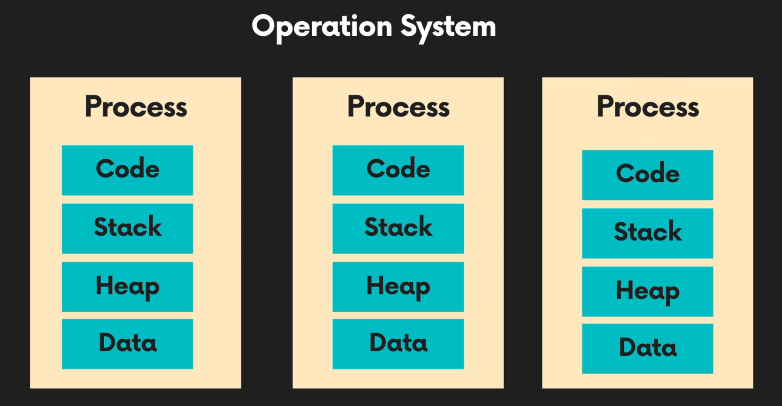 Operation System
Process
Code
Stack
Heap
Data
Process
Code
Stack
Heap
Data
Process
Code
Stack
Heap
Data